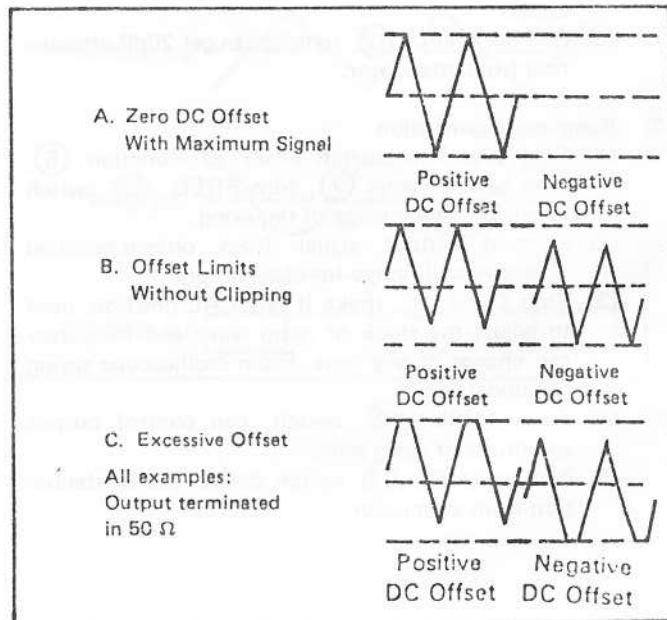 A. Zero DC Offset
With Maximum Signal
Positive Negative
DC Offset DC Offset
B. Offset Limits
Without Clipping
Positive Negative
DC Offset DC Offset
C. Excessive Offset
All examples:
Output terminated
in 50 Ω
Positive Negative
DC Offset DC Offset